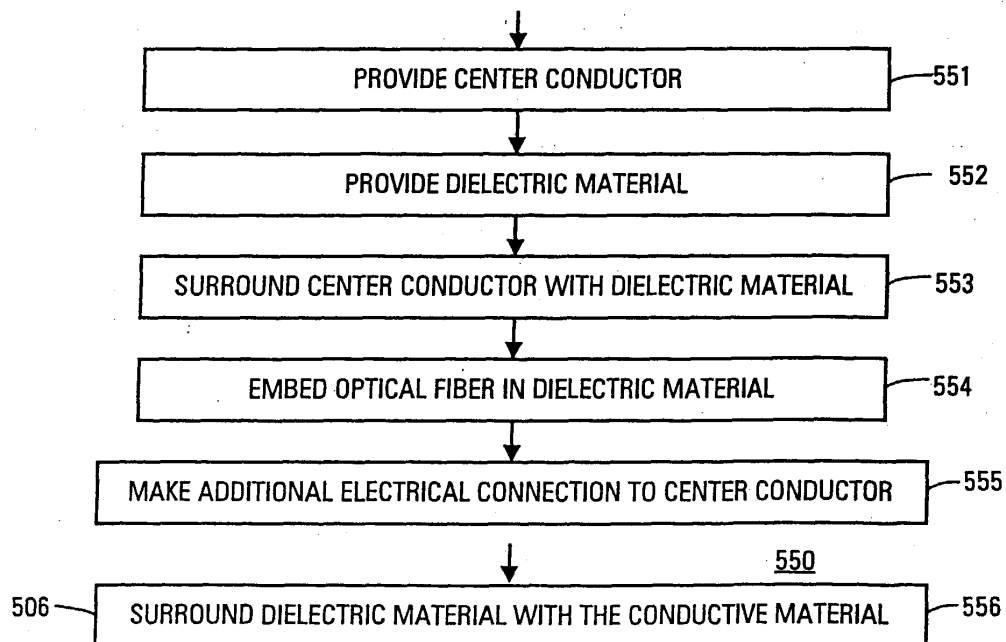 PROVIDE CENTER CONDUCTOR 551
PROVIDE DIELECTRIC MATERIAL 552
SURROUND CENTER CONDUCTOR WITH DIELECTRIC MATERIAL 553
EMBED OPTICAL FIBER IN DIELECTRIC MATERIAL 554
MAKE ADDITIONAL ELECTRICAL CONNECTION TO CENTER CONDUCTOR 555
550
506 SURROUND DIELECTRIC MATERIAL WITH THE CONDUCTIVE MATERIAL 556